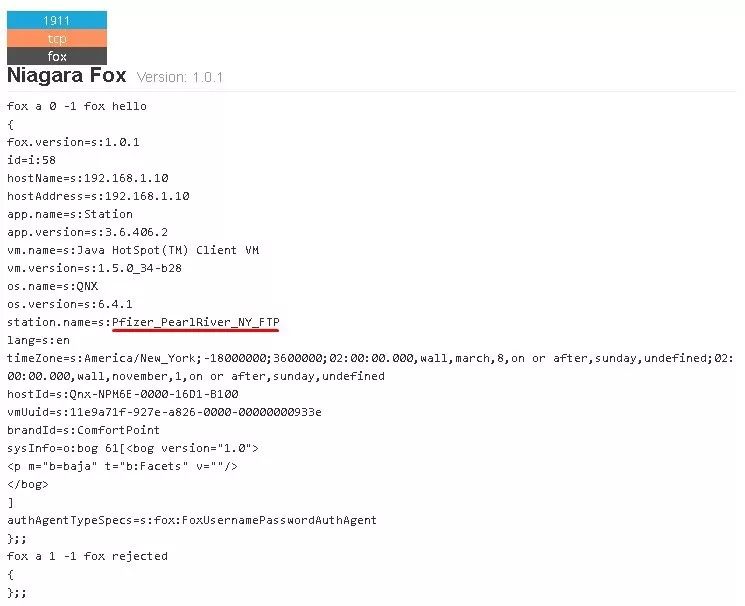 1911
tcp
fox
Niagara Fox Version: 1.0.1
fox a 0 -1 fox hello
{
fox.version=s:1.0.1
id=i:58
hostName=s:192.168.1.10
hostAddress=s:192.168.1.10
app.name=s:Station
app.version=s:3.6.406.2
vm.name=s:Java HotSpot(TM) Client VM
vm.version=s:1.5.0_34-b28
os.name=s:QNX
os.version=s:6.4.1
station.name=s:Pfizer_PearlRiver_NY_FTP
lang=s:en
timeZone=s:America/New_York;-18000000;3600000;02:00:00.000,wall,march,8,on or after,sunday,undefined;02:
00:00.000,wall,november,1,on or after,sunday,undefined
hostId=s:Qnx-NPM6E-0000-16D1-B100
vmUuid=s:11e9a71f-927e-a826-0000-00000000933e
brandId=s:ComfortPoint
sysInfo=o:bog 61[<bog version="1.0">
<p m="b=baja" t="b:Facets" v=""/>
</bog>
]
authAgentTypeSpecs=s:fox:FoxUsernamePasswordAuthAgent
};;
fox a 1 -1 fox rejected
{
};;